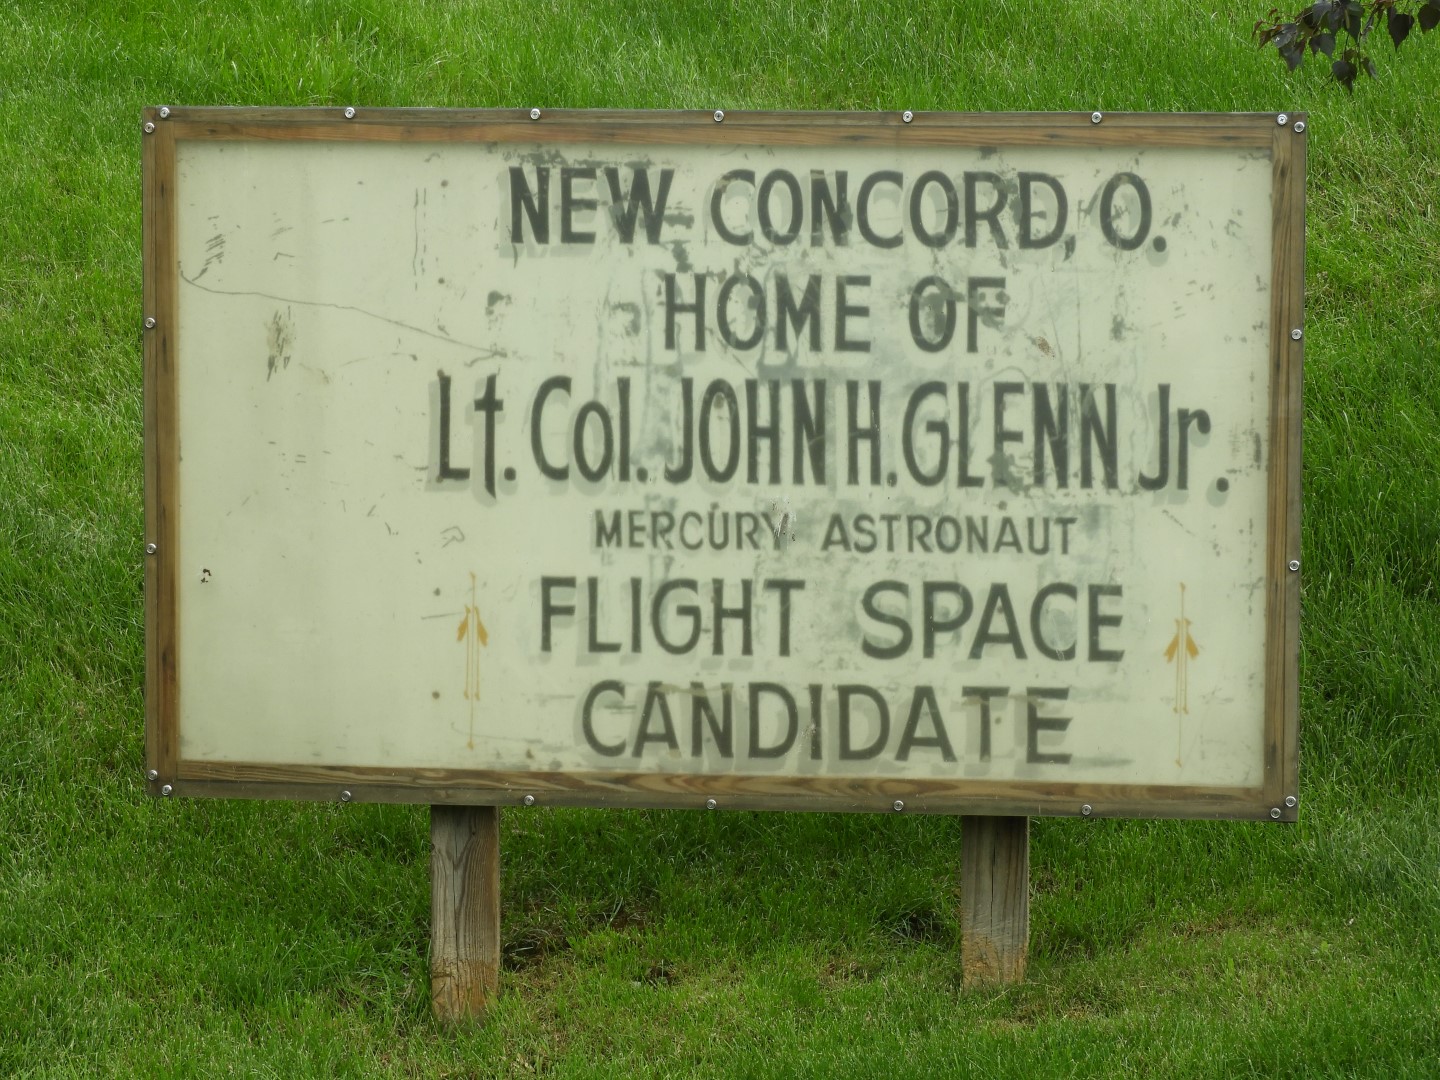 NEW CONCORD, O.
HOME OF
Lt. Col. JOHN H. GLENN Jr.
MERCURY ASTRONAUT
FLIGHT SPACE
CANDIDATE